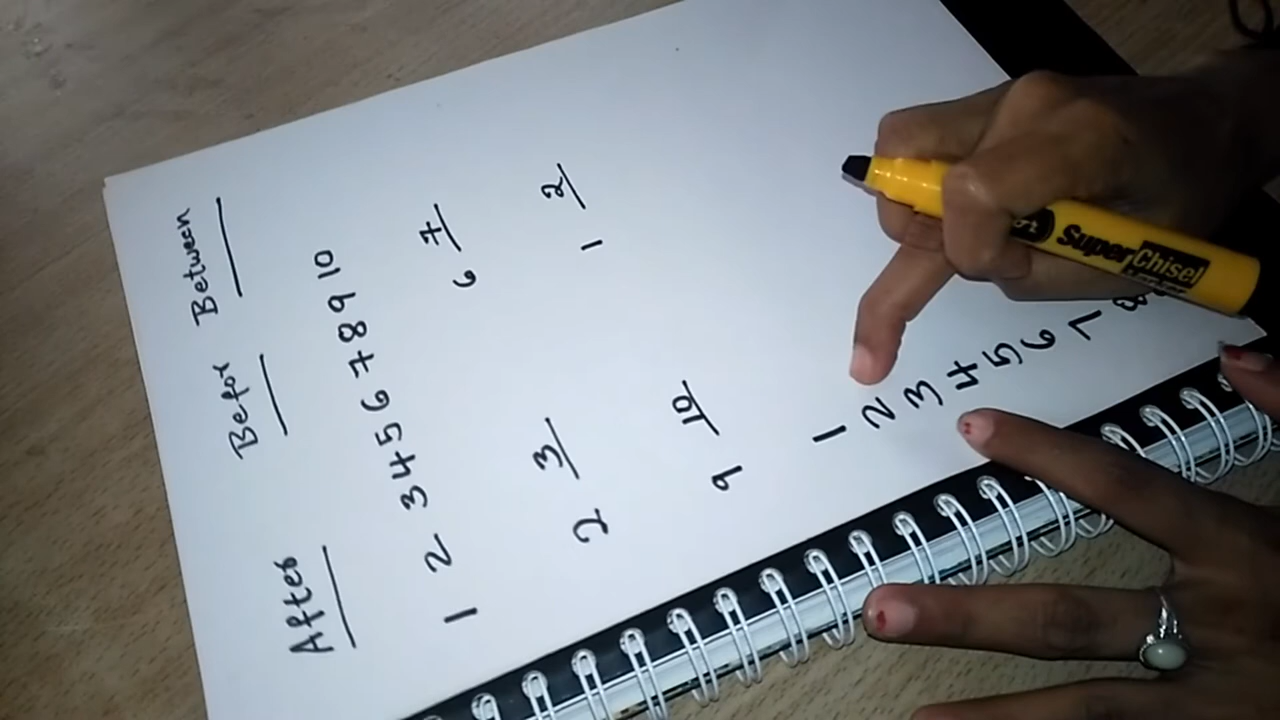 After Befor Between
1 2 3 4 5 6 7 8 9 10
2 3 6 7
9 10 1 2
1
2
3
4
5
6
7
8
Super Chisel